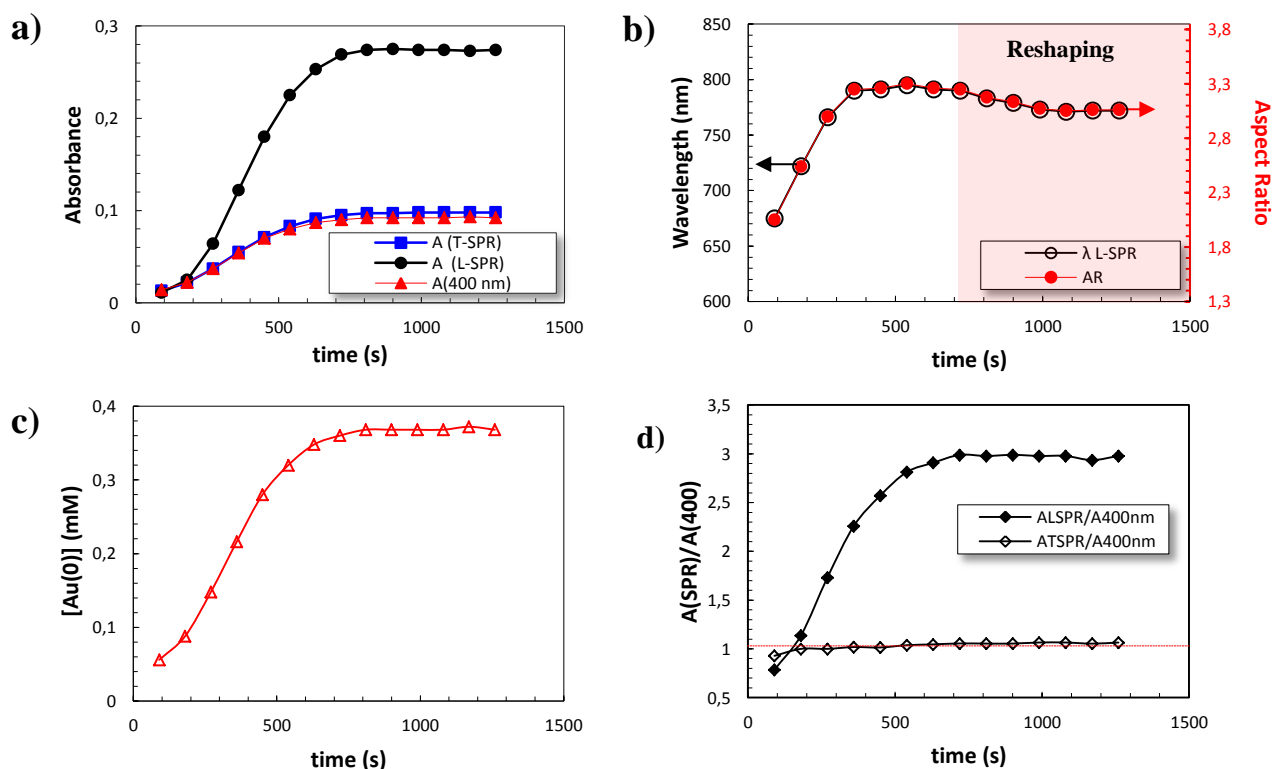 a)
0,3
0,2
0,1
0
0
500
1000
1500
Absorbance
time (s)
A (T-SPR)
A (L-SPR)
A(400 nm)
b)
850
800
750
700
650
600
0
500
1000
1500
3,8
3,3
2,8
2,3
1,8
1,3
Wavelength (nm)
Aspect Ratio
time (s)
Reshaping
λ L-SPR
AR
c)
0,4
0,3
0,2
0,1
0
0
500
1000
1500
[Au(0)] (mM)
time (s)
d)
3,5
3
2,5
2
1,5
1
0,5
0
500
1000
1500
A(SPR)/A(400)
time (s)
ALSPR/A400nm
ATSPR/A400nm